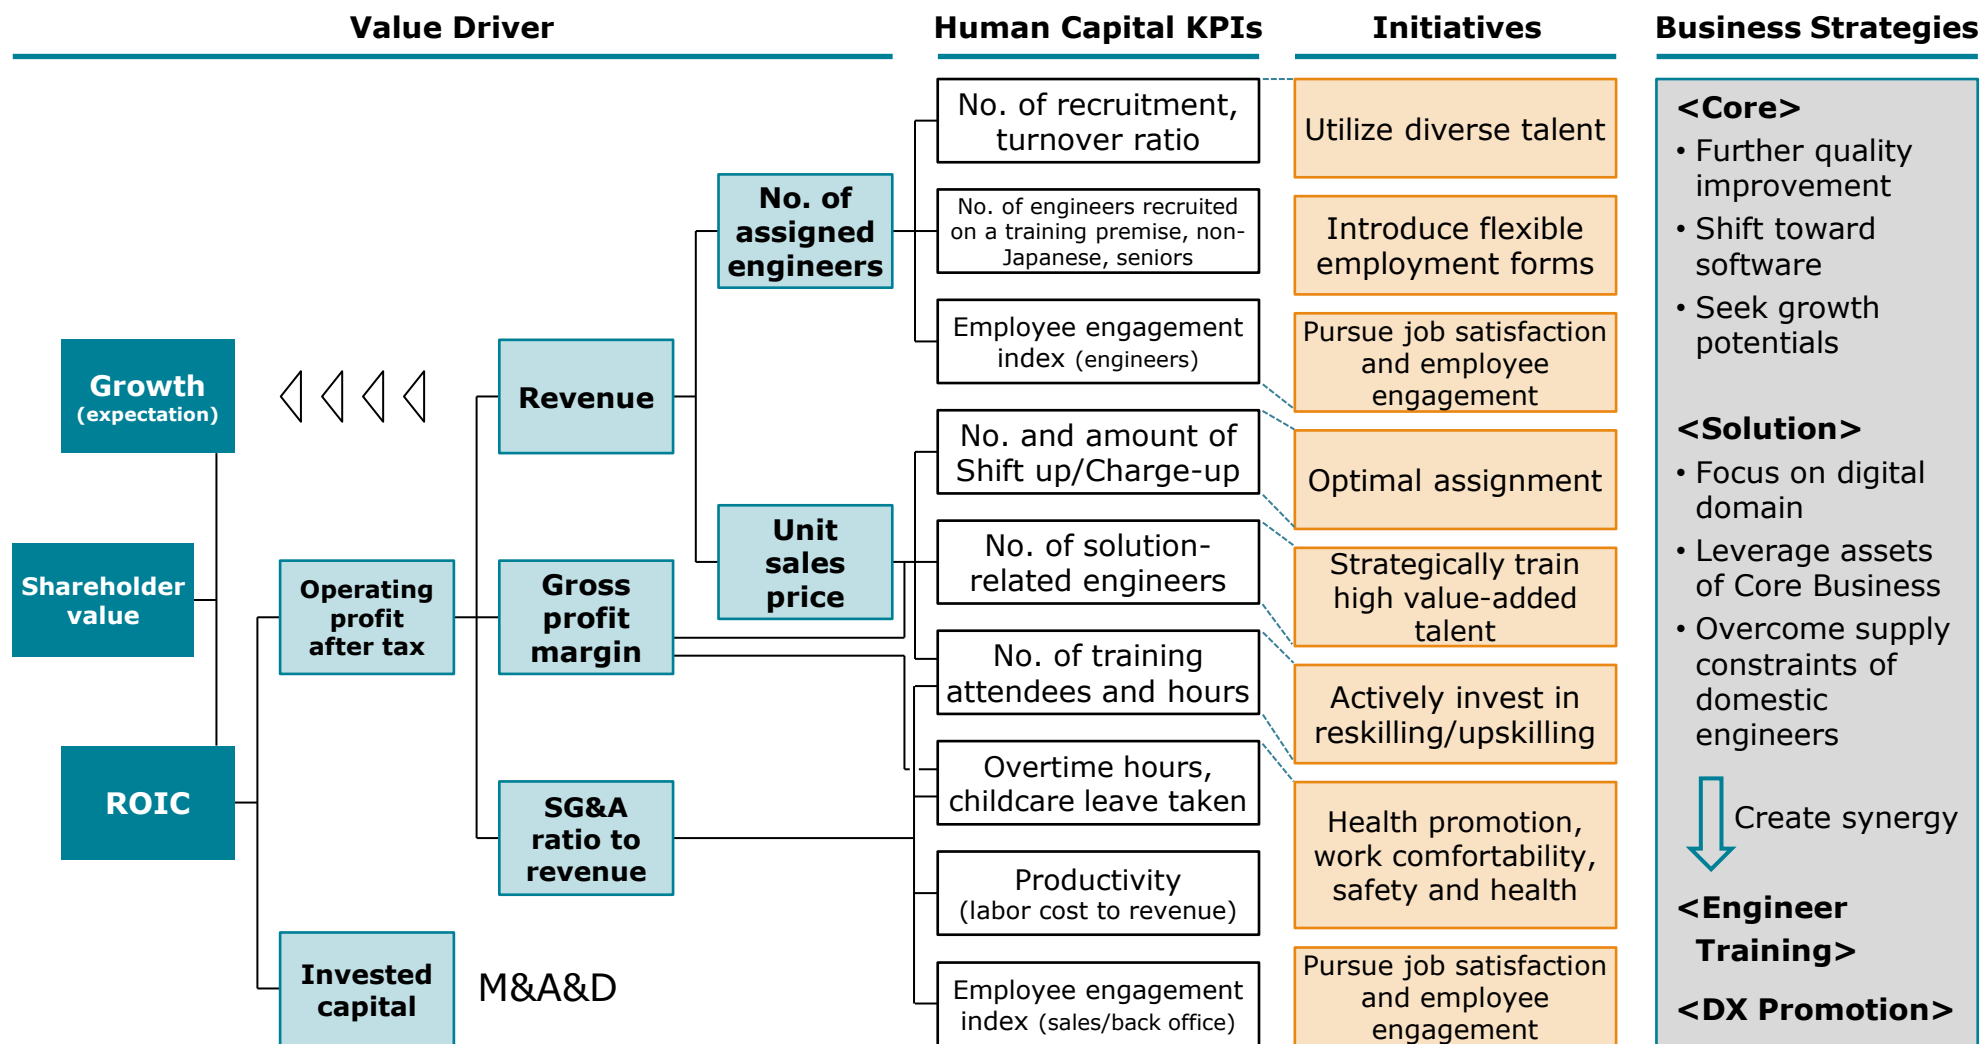 Value Driver
Human Capital KPIs
Initiatives
Business Strategies
Shareholder
value
Growth
(expectation)
ROIC
Operating
profit
after tax
Invested
capital
M&A&D
Revenue
Gross
profit
margin
SG&A
ratio to
revenue
No. of
assigned
engineers
Unit
sales
price
No. of recruitment,
turnover ratio
No. of engineers recruited
on a training premise, non-
Japanese, seniors
Employee engagement
index (engineers)
No. and amount of
Shift up/Charge-up
No. of solution-
related engineers
No. of training
attendees and hours
Overtime hours,
childcare leave taken
Productivity
(labor cost to revenue)
Employee engagement
index (sales/back office)
Utilize diverse talent
Introduce flexible
employment forms
Pursue job satisfaction
and employee
engagement
Optimal assignment
Strategically train
high value-added
talent
Actively invest in
reskilling/upskilling
Health promotion,
work comfortability,
safety and health
Pursue job satisfaction
and employee
engagement
<Core>
• Further quality
improvement
• Shift toward
software
• Seek growth
potentials
<Solution>
• Focus on digital
domain
• Leverage assets
of Core Business
• Overcome supply
constraints of
domestic
engineers
Create synergy
<Engineer
Training>
<DX Promotion>